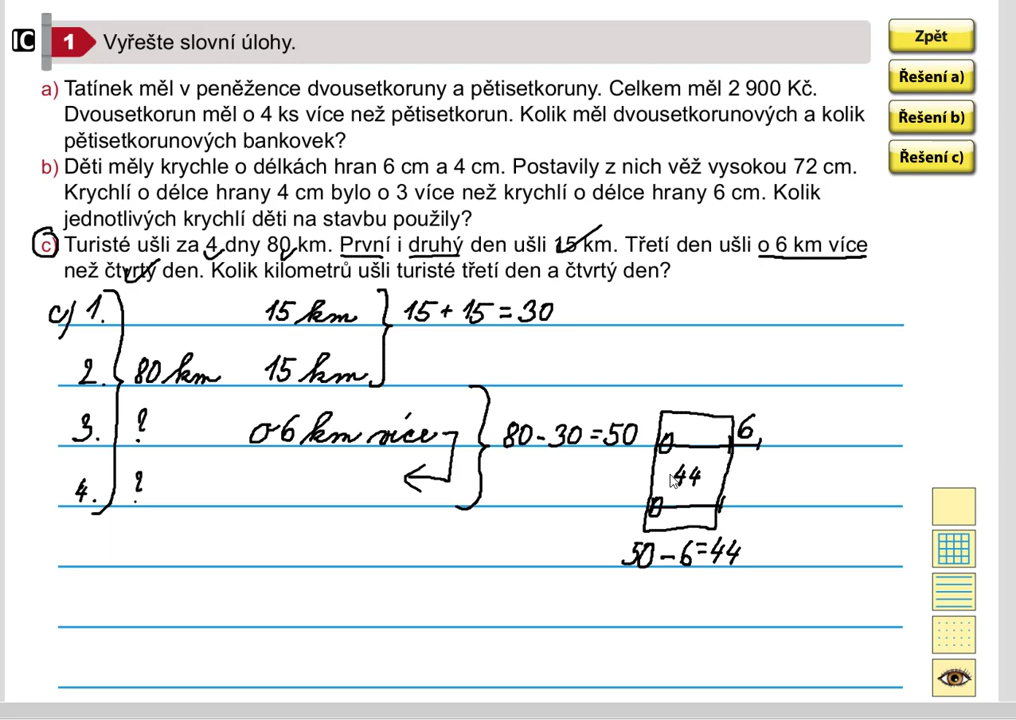 IC 1 Vyřešte slovní úlohy.
Zpět
Řešení a)
Řešení b)
Řešení c)
a) Tatínek měl v peněžence dvousetkoruny a pětisetkoruny. Celkem měl 2 900 Kč.
Dvousetkorun měl o 4 ks více než pětisetkorun. Kolik měl dvousetkorunových a kolik
pětisetkorunových bankovek?
b) Děti měly krychle o délkách hran 6 cm a 4 cm. Postavily z nich věž vysokou 72 cm.
Krychlí o délce hrany 4 cm bylo o 3 více než krychlí o délce hrany 6 cm. Kolik
jednotlivých krychlí děti na stavbu použily?
c) Turisté ušli za 4 dny 80 km. První i druhý den ušli 15 km. Třetí den ušli o 6 km více
než čtvrtý den. Kolik kilometrů ušli turisté třetí den a čtvrtý den?
c) 1. 15 km 15 + 15 = 30
2. 80 km 15 km
3. ? o 6 km více 80 - 30 = 50 6
4. ? 44
50 - 6 = 44